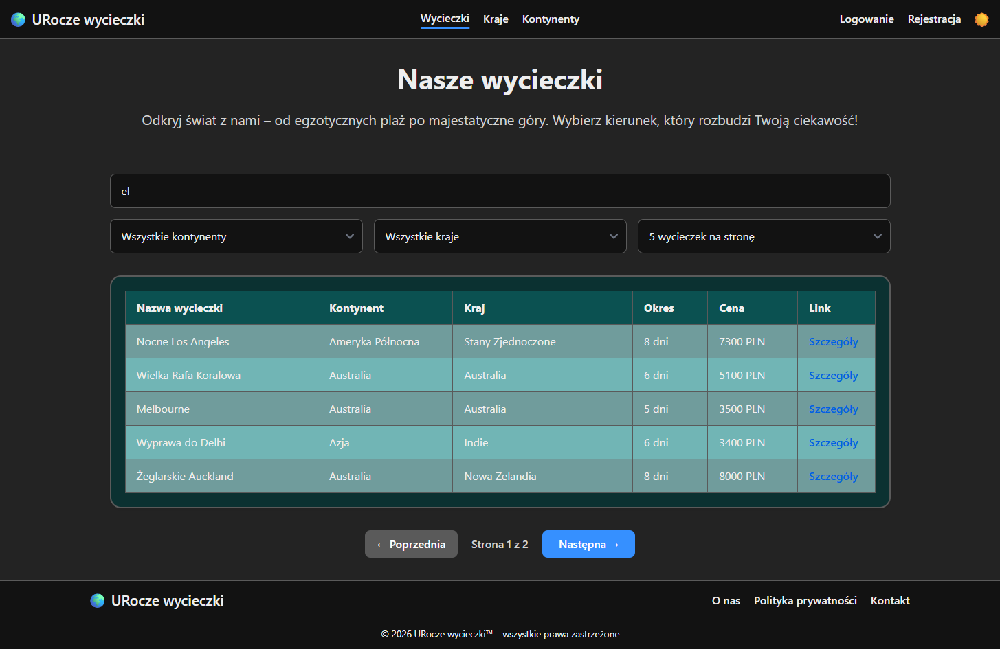 URocze wycieczki Wycieczki Kraje Kontynenty Logowanie Rejestracja
Nasze wycieczki
Odkryj świat z nami – od egzotycznych plaż po majestatyczne góry. Wybierz kierunek, który rozbudzi Twoją ciekawość!
el
Wszystkie kontynenty Wszystkie kraje 5 wycieczek na stronę
Nazwa wycieczki Kontynent Kraj Okres Cena Link
Nocne Los Angeles Ameryka Północna Stany Zjednoczone 8 dni 7300 PLN Szczegóły
Wielka Rafa Koralowa Australia Australia 6 dni 5100 PLN Szczegóły
Melbourne Australia Australia 5 dni 3500 PLN Szczegóły
Wyprawa do Delhi Azja Indie 6 dni 3400 PLN Szczegóły
Żeglarskie Auckland Australia Nowa Zelandia 8 dni 8000 PLN Szczegóły
← Poprzednia Strona 1 z 2 Następna →
URocze wycieczki O nas Polityka prywatności Kontakt
© 2026 URocze wycieczki™ – wszystkie prawa zastrzeżone